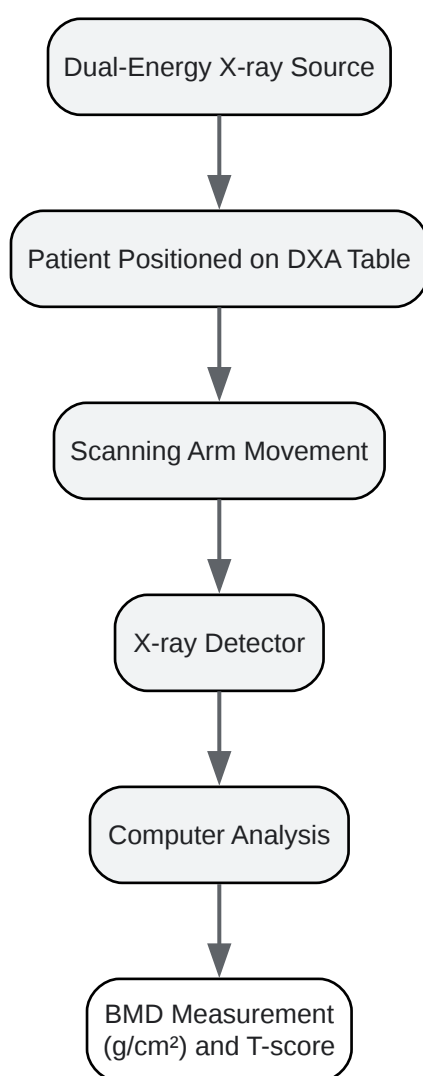 Dual-Energy X-ray Source
Patient Positioned on DXA Table
Scanning Arm Movement
X-ray Detector
Computer Analysis
BMD Measurement
(g/cm²) and T-score